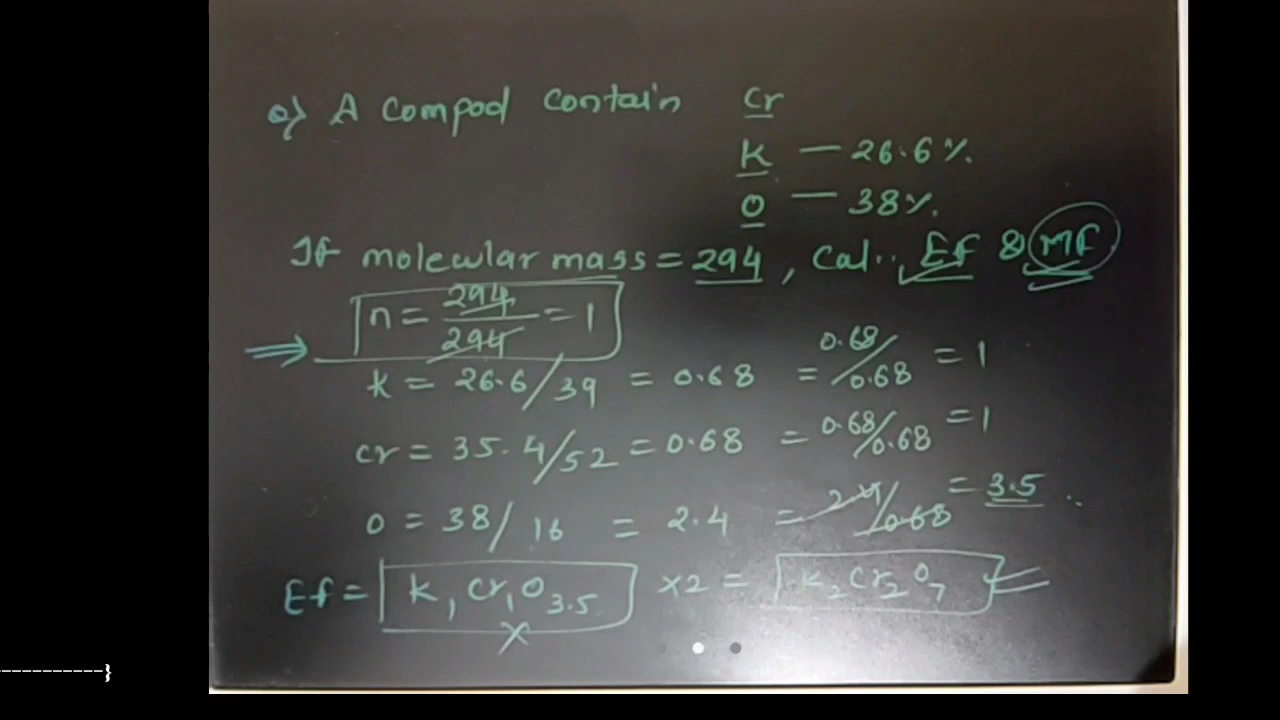 Q) A Compod contain Cr
K — 26.6%.
O — 38%.
If molecular mass = 294, Cal.. Ef & MF
n = 294/294 = 1
⇒
K = 26.6/39 = 0.68 = 0.68/0.68 = 1
Cr = 35.4/52 = 0.68 = 0.68/0.68 = 1
O = 38/16 = 2.4 = 2.4/0.68 = 3.5 ..
Ef = K₁Cr₁O₃.₅ ×2 = K₂Cr₂O₇
×
-----------}